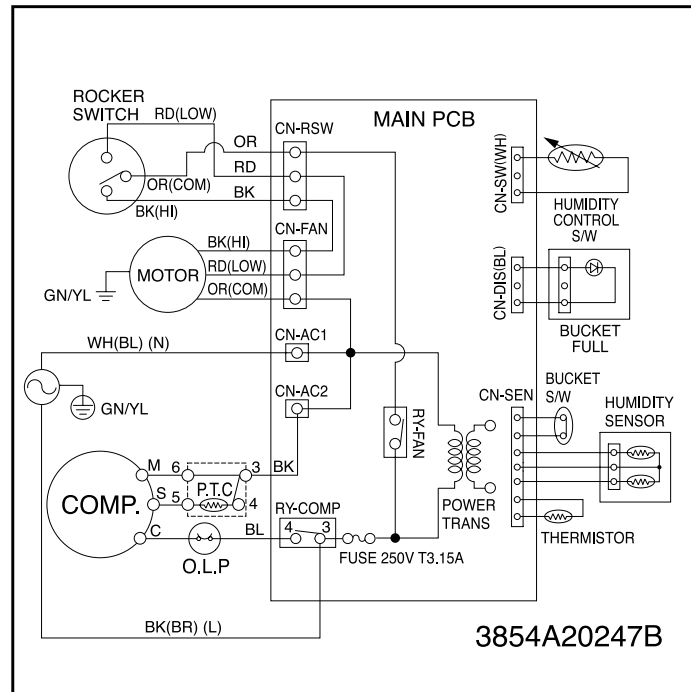 ROCKER
SWITCH
RD(LOW)
OR
CN-RSW
MAIN PCB
RD
OR(COM)
BK
BK(HI)
CN-SW(WH)
HUMIDITY
CONTROL
S/W
CN-FAN
BK(HI)
MOTOR
RD(LOW)
OR(COM)
GN/YL
CN-DIS(BL)
BUCKET
FULL
WH(BL) (N)
CN-AC1
CN-AC2
GN/YL
CN-SEN
BUCKET
S/W
HUMIDITY
SENSOR
RY-FAN
M
6
3
BK
COMP.
S
5
P.T.C
4
RY-COMP
POWER
TRANS
THERMISTOR
C
BL
4
3
O.L.P
FUSE 250V T3.15A
BK(BR) (L)
3854A20247B